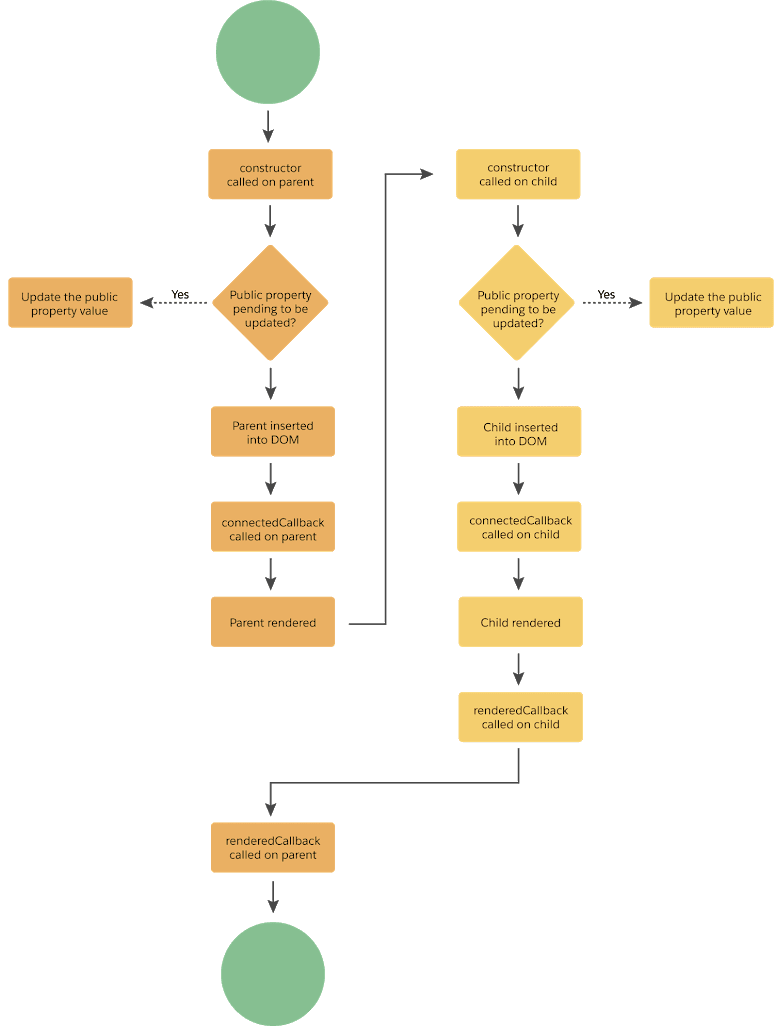 constructor
called on parent
Public property
pending to be
updated?
Yes
Update the public
property value
Parent inserted
into DOM
connectedCallback
called on parent
Parent rendered
constructor
called on child
Public property
pending to be
updated?
Yes
Update the public
property value
Child inserted
into DOM
connectedCallback
called on child
Child rendered
renderedCallback
called on child
renderedCallback
called on parent